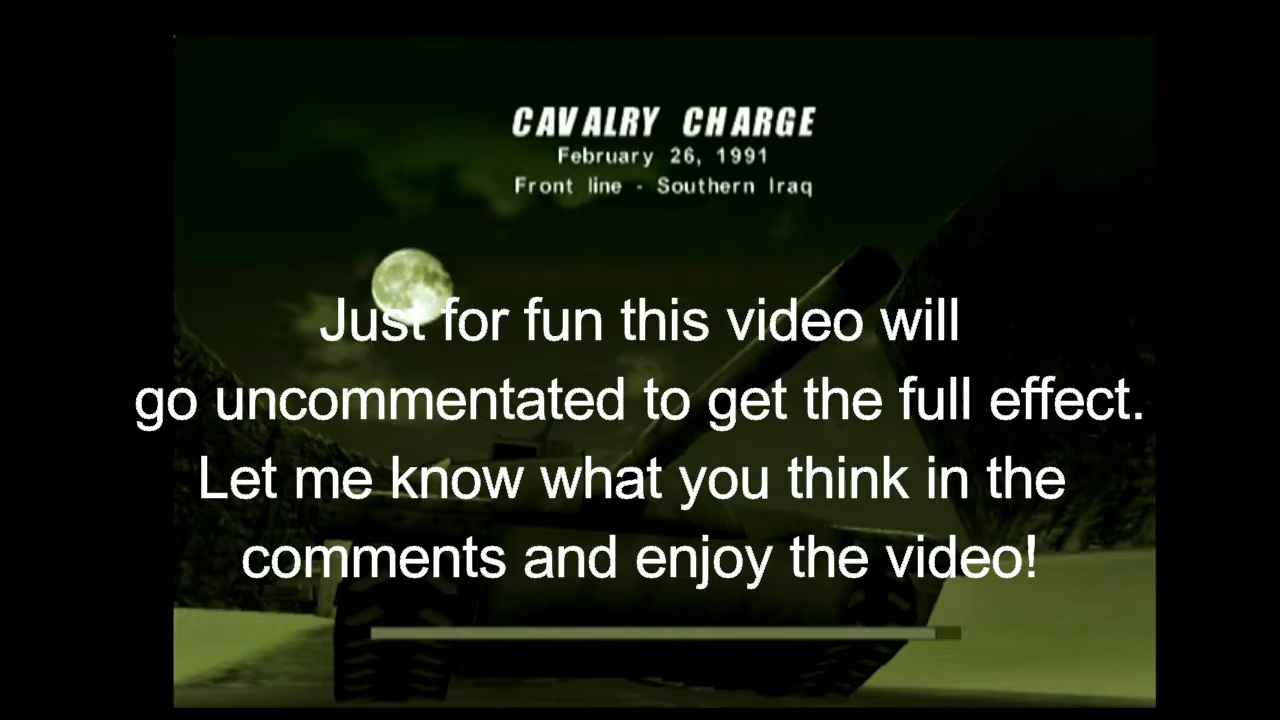 CAVALRY CHARGE
February 26, 1991
Front line - Southern Iraq
Just for fun this video will
go uncommentated to get the full effect.
Let me know what you think in the
comments and enjoy the video!